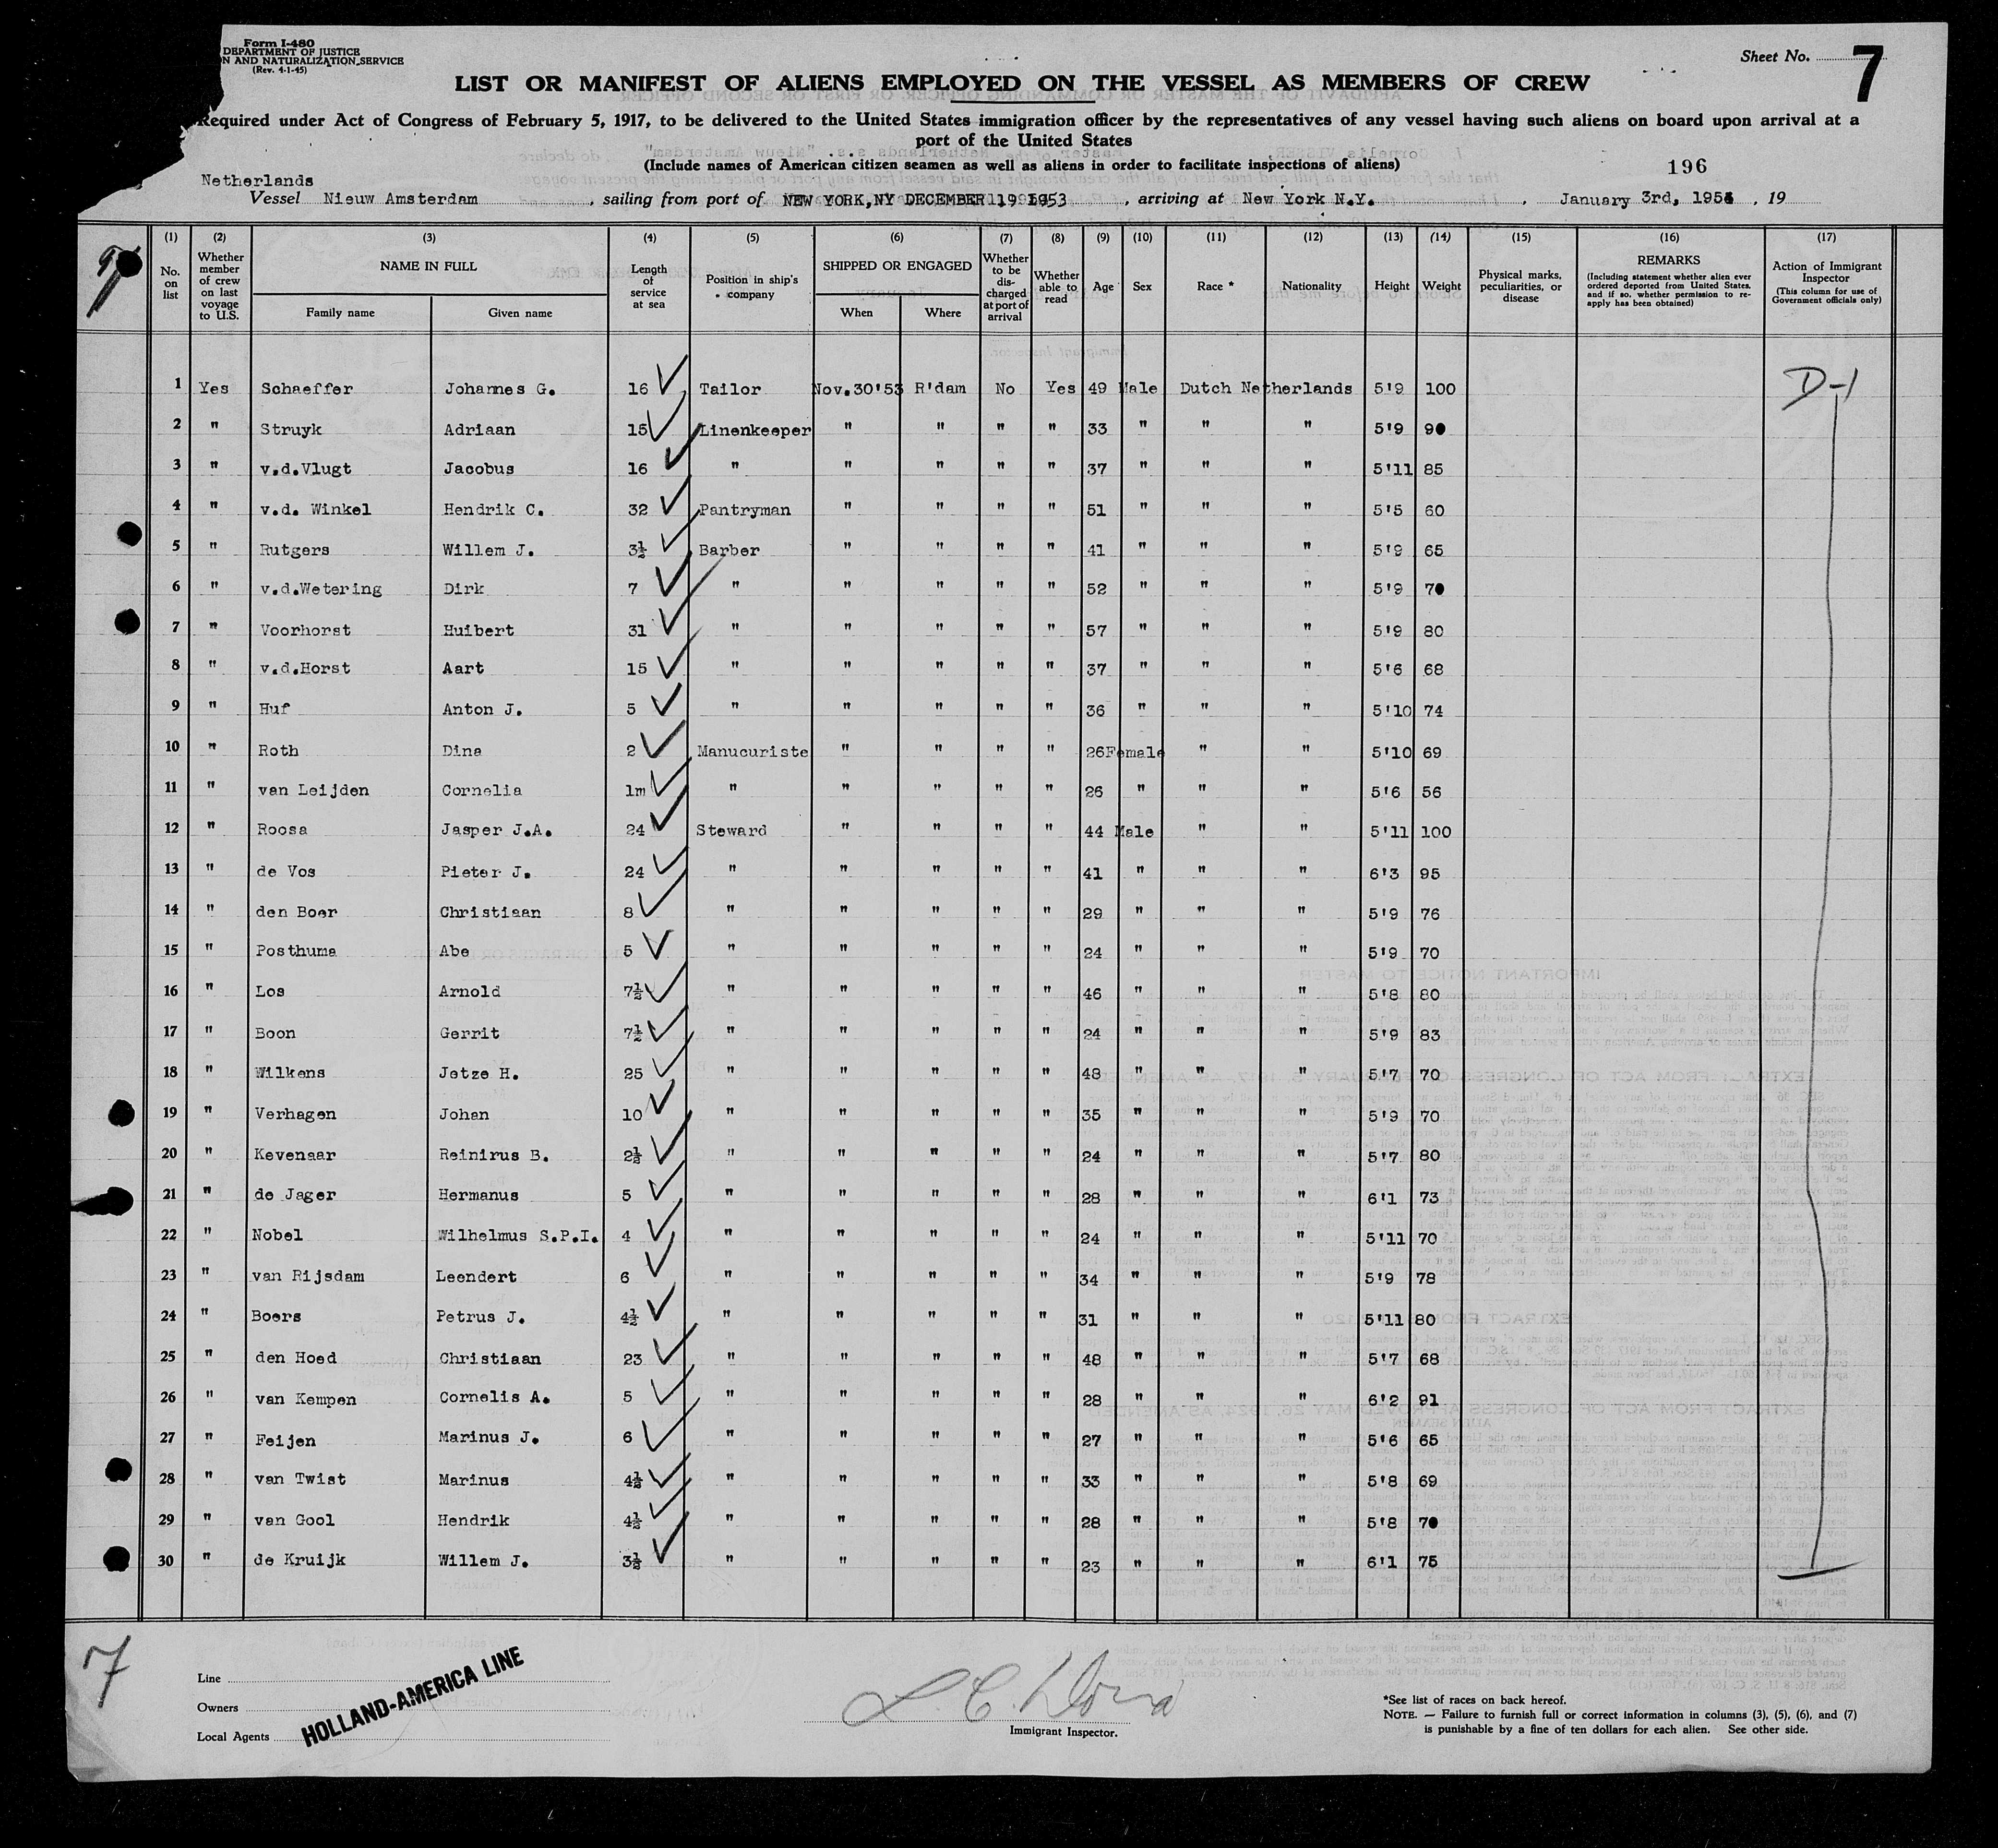 Form I-480
DEPARTMENT OF JUSTICE
N AND NATURALIZATION SERVICE
(Rev. 4-1-45)
Sheet No. 7
LIST OR MANIFEST OF ALIENS EMPLOYED ON THE VESSEL AS MEMBERS OF CREW
Required under Act of Congress of February 5, 1917, to be delivered to the United States immigration officer by the representatives of any vessel having such aliens on board upon arrival at a
port of the United States
(Include names of American citizen seamen as well as aliens in order to facilitate inspections of aliens)
196
Netherlands
Vessel Nieuw Amsterdam, sailing from port of NEW YORK,NY DECEMBER 19 1953, arriving at New York N.Y., January 3rd, 1954, 19
(1) (2) (3) (4) (5) (6) (7) (8) (9) (10) (11) (12) (13) (14) (15) (16) (17)
No. on list
Whether member of crew on last voyage to U.S.
NAME IN FULL
Family name
Given name
Length of service at sea
Position in ship's company
SHIPPED OR ENGAGED
When
Where
Whether to be discharged at port of arrival
Whether able to read
Age
Sex
Race *
Nationality
Height
Weight
Physical marks, peculiarities, or disease
REMARKS
(Including statement whether alien ever ordered deported from United States, and if so, whether permission to reapply has been obtained)
Action of Immigrant Inspector
(This column for use of Government officials only)
1 Yes Schaeffer Johannes G. 16 Tailor Nov.30'53 R'dam No Yes 49 Male Dutch Netherlands 5'9 100 D-1
2 " Struyk Adriaan 15 Linenkeeper " " " " 33 " " " 5'9 90
3 " v.d.Vlugt Jacobus 16 " " " " " 37 " " " 5'11 85
4 " v.d. Winkel Hendrik C. 32 Pantryman " " " " 51 " " " 5'5 60
5 " Rutgers Willem J. 3½ Barber " " " " 41 " " " 5'9 65
6 " v.d.Wetering Dirk 7 " " " " " 52 " " " 5'9 70
7 " Voorhorst Huibert 31 " " " " " 57 " " " 5'9 80
8 " v.d.Horst Aart 15 " " " " " 37 " " " 5'6 68
9 " Huf Anton J. 5 " " " " " 36 " " " 5'10 74
10 " Roth Dina 2 Manucuriste " " " " 26 Female " " 5'10 69
11 " van Leijden Cornelia 1m " " " " " 26 " " " 5'6 56
12 " Roosa Jasper J.A. 24 Steward " " " " 44 Male " " 5'11 100
13 " de Vos Pieter J. 24 " " " " " 41 " " " 6'3 95
14 " den Boer Christiaan 8 " " " " " 29 " " " 5'9 76
15 " Posthuma Abe 5 " " " " " 24 " " " 5'9 70
16 " Los Arnold 7½ " " " " " 46 " " " 5'8 80
17 " Boon Gerrit 7½ " " " " " 24 " " " 5'9 83
18 " Wilkens Jetze H. 25 " " " " " 48 " " " 5'7 70
19 " Verhagen Johan 10 " " " " " 35 " " " 5'9 70
20 " Kevenaar Reinirus B. 2½ " " " " " 24 " " " 5'7 80
21 " de Jager Hermanus 5 " " " " " 28 " " " 6'1 73
22 " Nobel Wilhelmus S.P.I. 4 " " " " " 24 " " " 5'11 70
23 " van Rijsdam Leendert 6 " " " " " 34 " " " 5'9 78
24 " Boers Petrus J. 4½ " " " " " 31 " " " 5'11 80
25 " den Hoed Christiaan 23 " " " " " 48 " " " 5'7 68
26 " van Kempen Cornelis A. 5 " " " " " 28 " " " 6'2 91
27 " Feijen Marinus J. 6 " " " " " 27 " " " 5'6 65
28 " van Twist Marinus 4½ " " " " " 33 " " " 5'8 69
29 " van Gool Hendrik 4½ " " " " " 28 " " " 5'8 70
30 " de Kruijk Willem J. 3½ " " " " " 23 " " " 6'1 75
7
Line
Owners
Local Agents
HOLLAND-AMERICA LINE
Immigrant Inspector.
*See list of races on back hereof.
NOTE. — Failure to furnish full or correct information in columns (3), (5), (6), and (7)
is punishable by a fine of ten dollars for each alien. See other side.